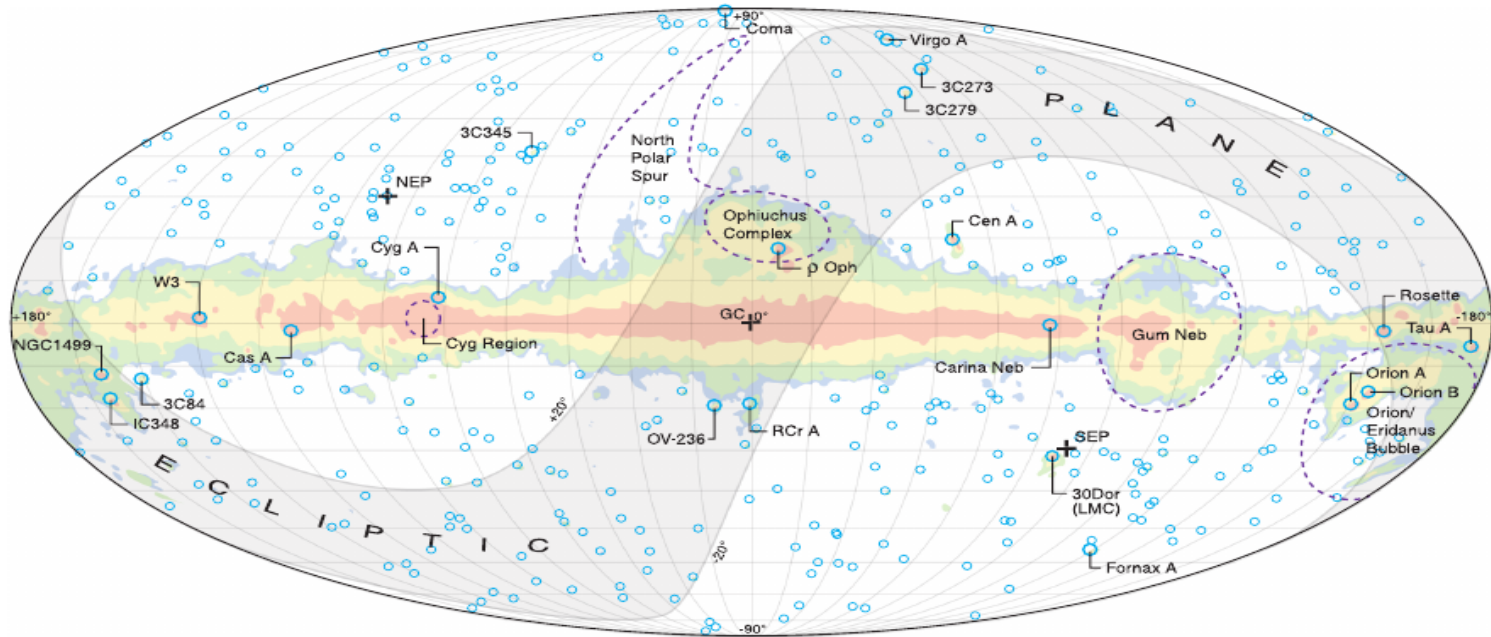 +90°
Coma
Virgo A
3C273
3C279
PLANE
3C345
North
Polar
Spur
NEP
Ophiuchus
Complex
Cen A
Cyg A
ρ Oph
W3
GC
0°
Rosette
+180°
-180°
Tau A
NGC1499
Cas A
Cyg Region
Carina Neb
Gum Neb
Orion A
Orion B
3C84
IC348
+20°
OV-236
RCr A
Orion/
Eridanus
Bubble
SEP
30Dor
(LMC)
ECLIPTIC
-20°
Fornax A
-90°